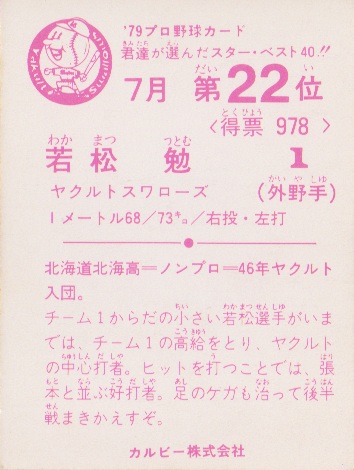 '79プロ野球カード
君達が選んだスター・ベスト40.!!
7月 第22位
<得票 978>
若松 勉 1
ヤクルトスワローズ (外野手)
1メートル68/73キロ/右投・左打
北海道北海高=ノンプロ=46年ヤクルト
入団。
チーム1からだの小さい若松選手がいま
では、チーム1の高給をとり、ヤクルト
の中心打者。ヒットを打つことでは、張
本と並ぶ好打者。足のケガも治って後半
戦まきかえすぞ。
カルビー株式会社